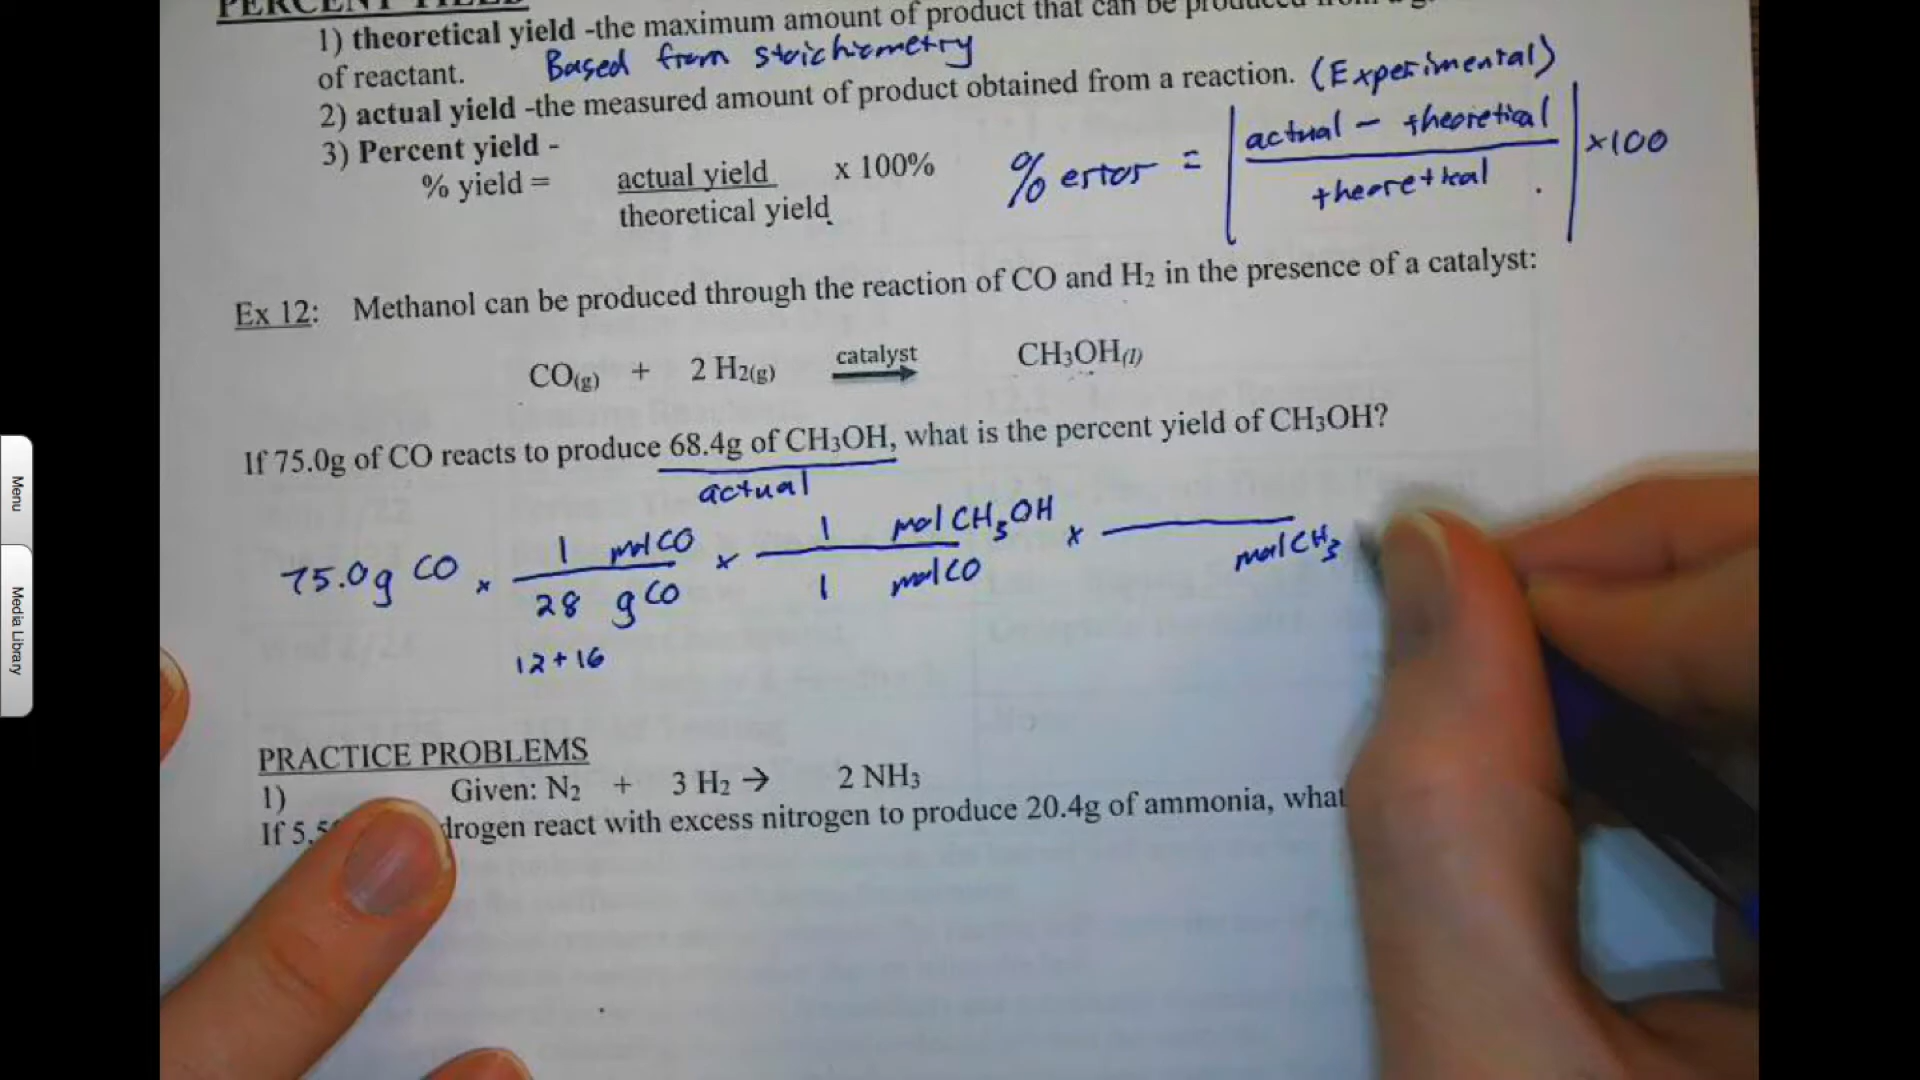 PERCENT YIELD
1) theoretical yield -the maximum amount of product that can be produced from a
of reactant. Based from stoichiometry
2) actual yield -the measured amount of product obtained from a reaction. (Experimental)
3) Percent yield -
% yield = actual yield x 100%
theoretical yield
% error = | actual - theoretical | x100
theoretical
Ex 12: Methanol can be produced through the reaction of CO and H2 in the presence of a catalyst:
CO(g) + 2 H2(g) catalyst CH3OH(l)
If 75.0g of CO reacts to produce 68.4g of CH3OH, what is the percent yield of CH3OH?
actual
75.0g CO x 1 mol CO x 1 mol CH3OH x
28 g CO 1 mol CO mol CH3
12+16
PRACTICE PROBLEMS
1) Given: N2 + 3 H2 → 2 NH3
If 5.5 drogen react with excess nitrogen to produce 20.4g of ammonia, what
Menu
Media Library